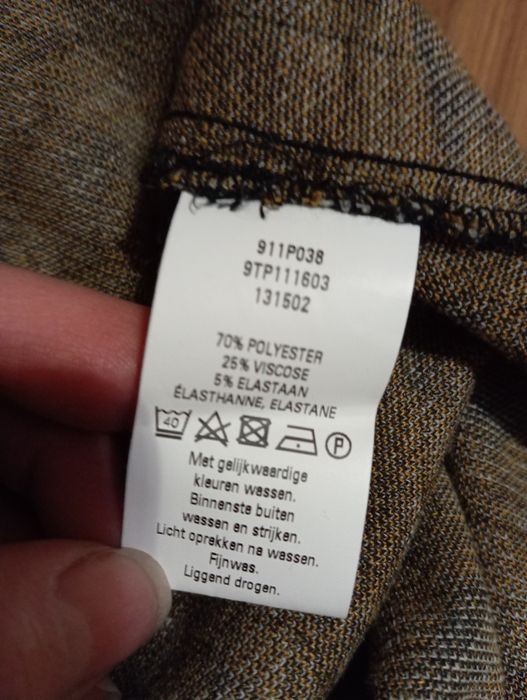 911P038
9TP111603
131502
70% POLYESTER
25% VISCOSE
5% ELASTAAN
ÉLASTHANNE, ELASTANE
40 P
Met gelijkwaardige
kleuren wassen.
Binnenste buiten
wassen en strijken.
Licht oprekken na wassen.
Fijnwas.
Liggend drogen.